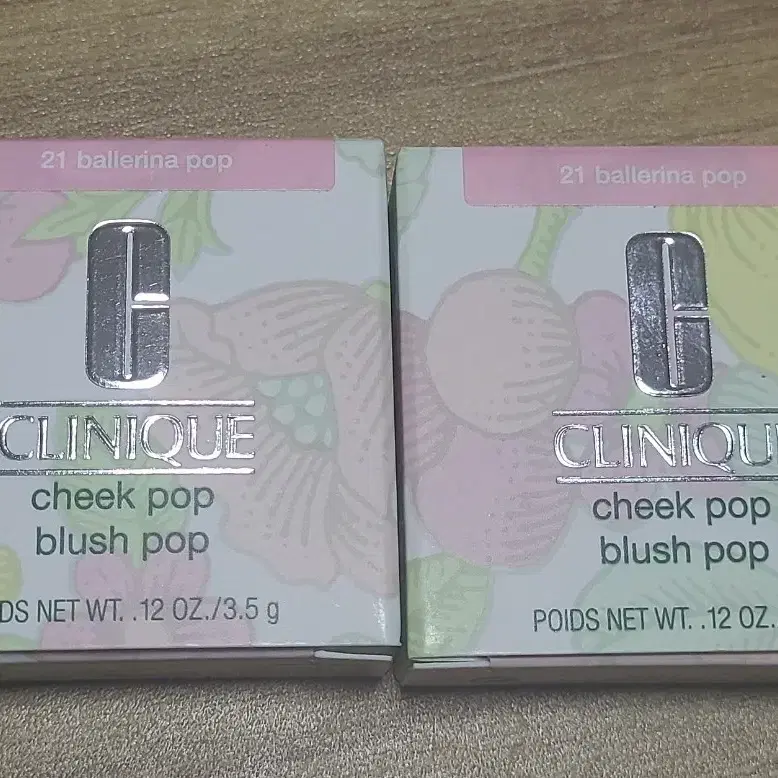 21 ballerina pop
CLINIQUE
cheek pop
blush pop
DS NET WT. .12 OZ./3.5 g
21 ballerina pop
CLINIQU
cheek pop
blush pop
POIDS NET WT. .12 OZ.